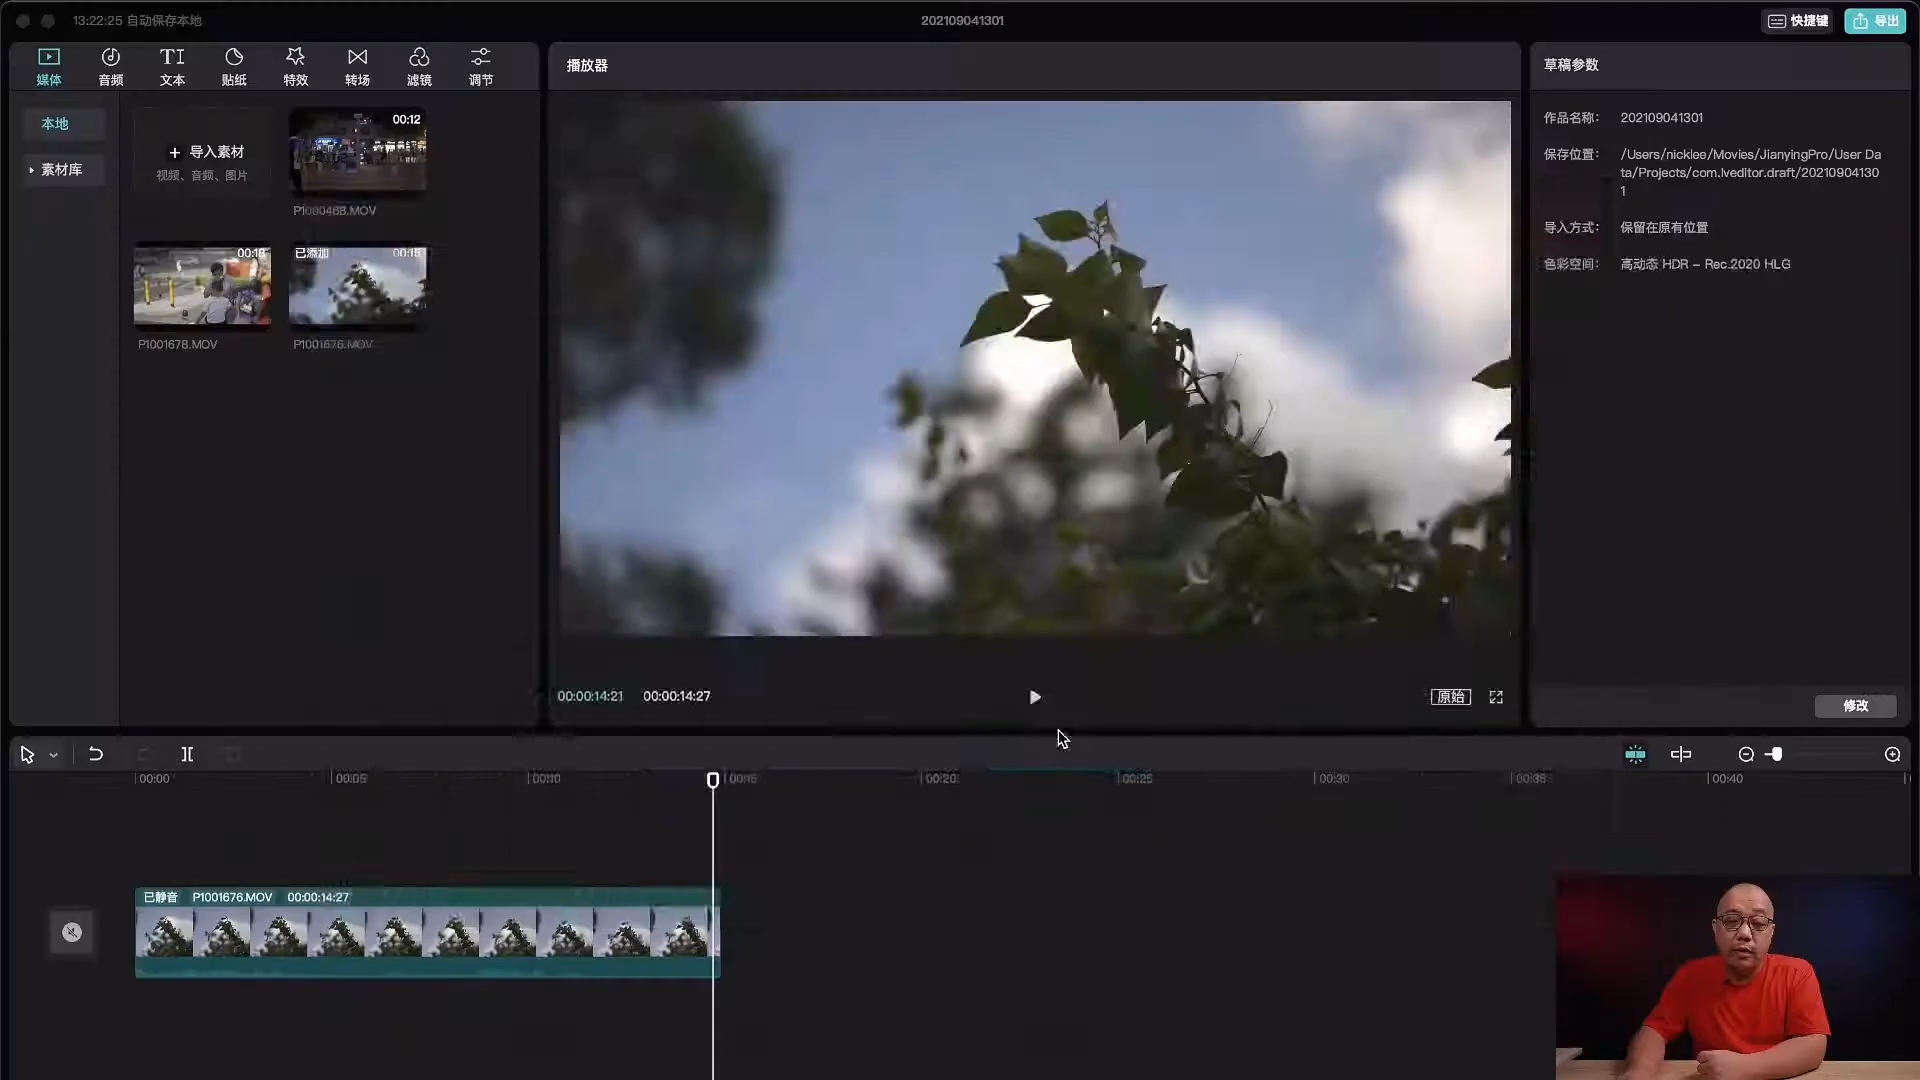 13:22:25 自动保存本地
202109041301
快捷键
导出
媒体
音频
文本
贴纸
特效
转场
滤镜
调节
本地
素材库
导入素材
视频、音频、图片
00:12
P1000468.MOV
00:18
P1001678.MOV
已添加
00:15
P1001676.MOV
播放器
00:00:14:21
00:00:14:27
原始
草稿参数
作品名称: 202109041301
保存位置: /Users/nicklee/Movies/JianyingPro/User Da
ta/Projects/com.lveditor.draft/20210904130
1
导入方式: 保留在原有位置
色彩空间: 高动态 HDR – Rec.2020 HLG
修改
00:00
00:05
00:10
00:15
00:20
00:25
00:30
00:35
00:40
已静音 P1001676.MOV 00:00:14:27